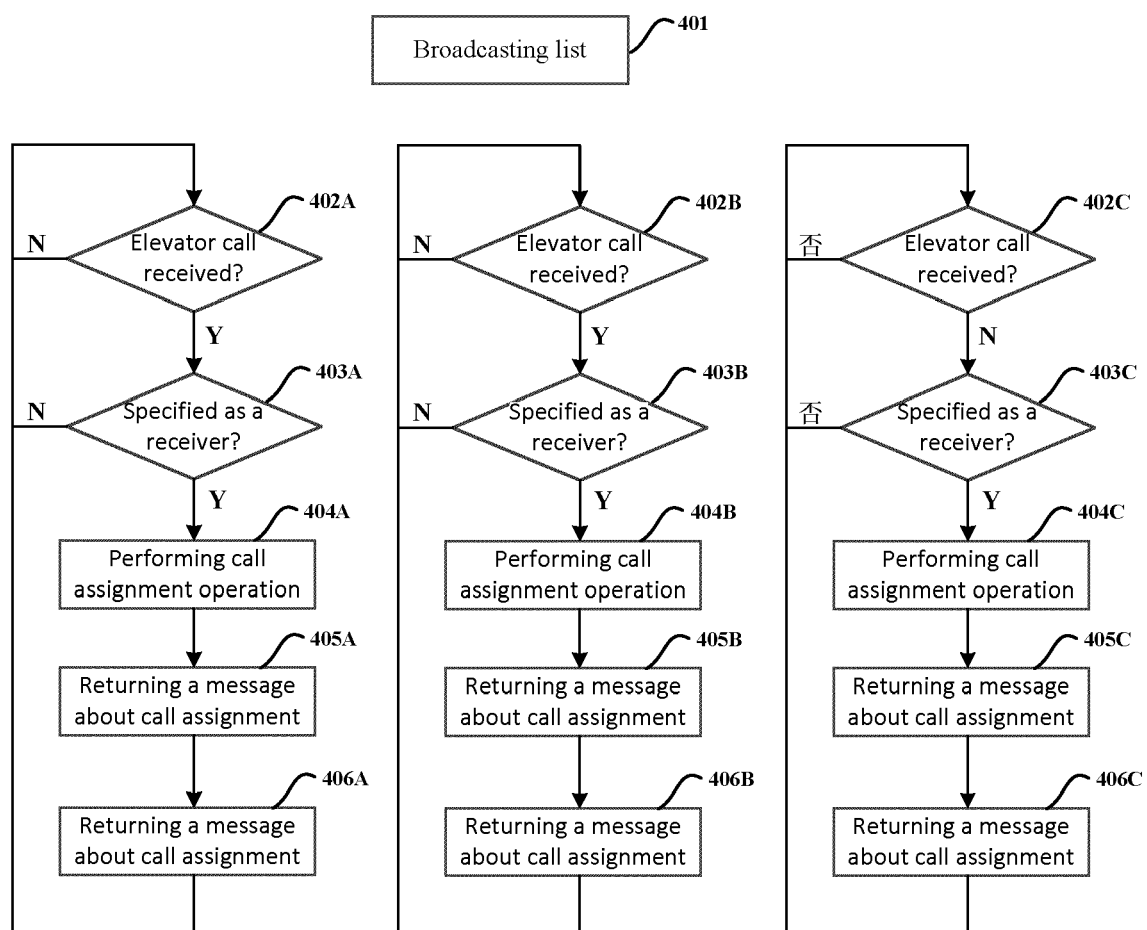 401
Broadcasting list
402A
Elevator call
received?
N
Y
403A
Specified as a
receiver?
N
Y
404A
Performing call
assignment operation
405A
Returning a message
about call assignment
406A
Returning a message
about call assignment
402B
Elevator call
received?
N
Y
403B
Specified as a
receiver?
N
Y
404B
Performing call
assignment operation
405B
Returning a message
about call assignment
406B
Returning a message
about call assignment
402C
Elevator call
received?
否
N
403C
Specified as a
receiver?
否
Y
404C
Performing call
assignment operation
405C
Returning a message
about call assignment
406C
Returning a message
about call assignment